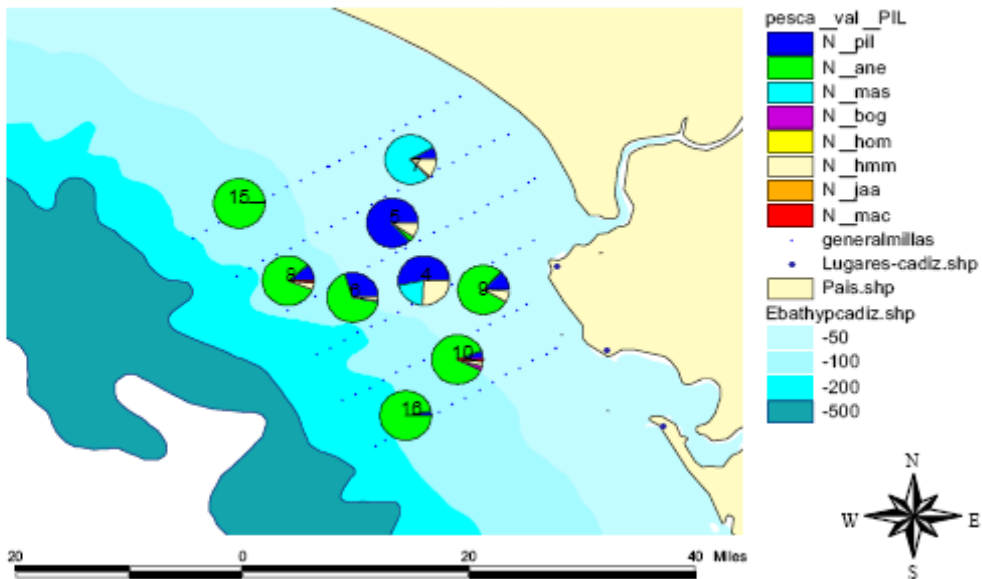 pesca__val__PIL
N__pil
N__ane
N__mas
N__bog
N__hom
N__hmm
N__jaa
N__mac
generalmillas
Lugares-cadiz.shp
Pais.shp
Ebathypcadiz.shp
-50
-100
-200
-500
7
15
5
8
6
4
9
10
16
N
W E
S
20 0 20 40 Miles